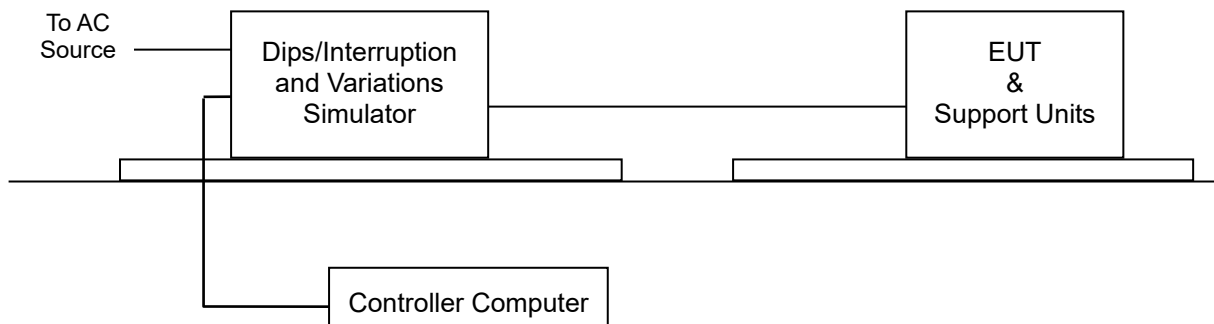 To AC
Source
Dips/Interruption
and Variations
Simulator
EUT
&
Support Units
Controller Computer